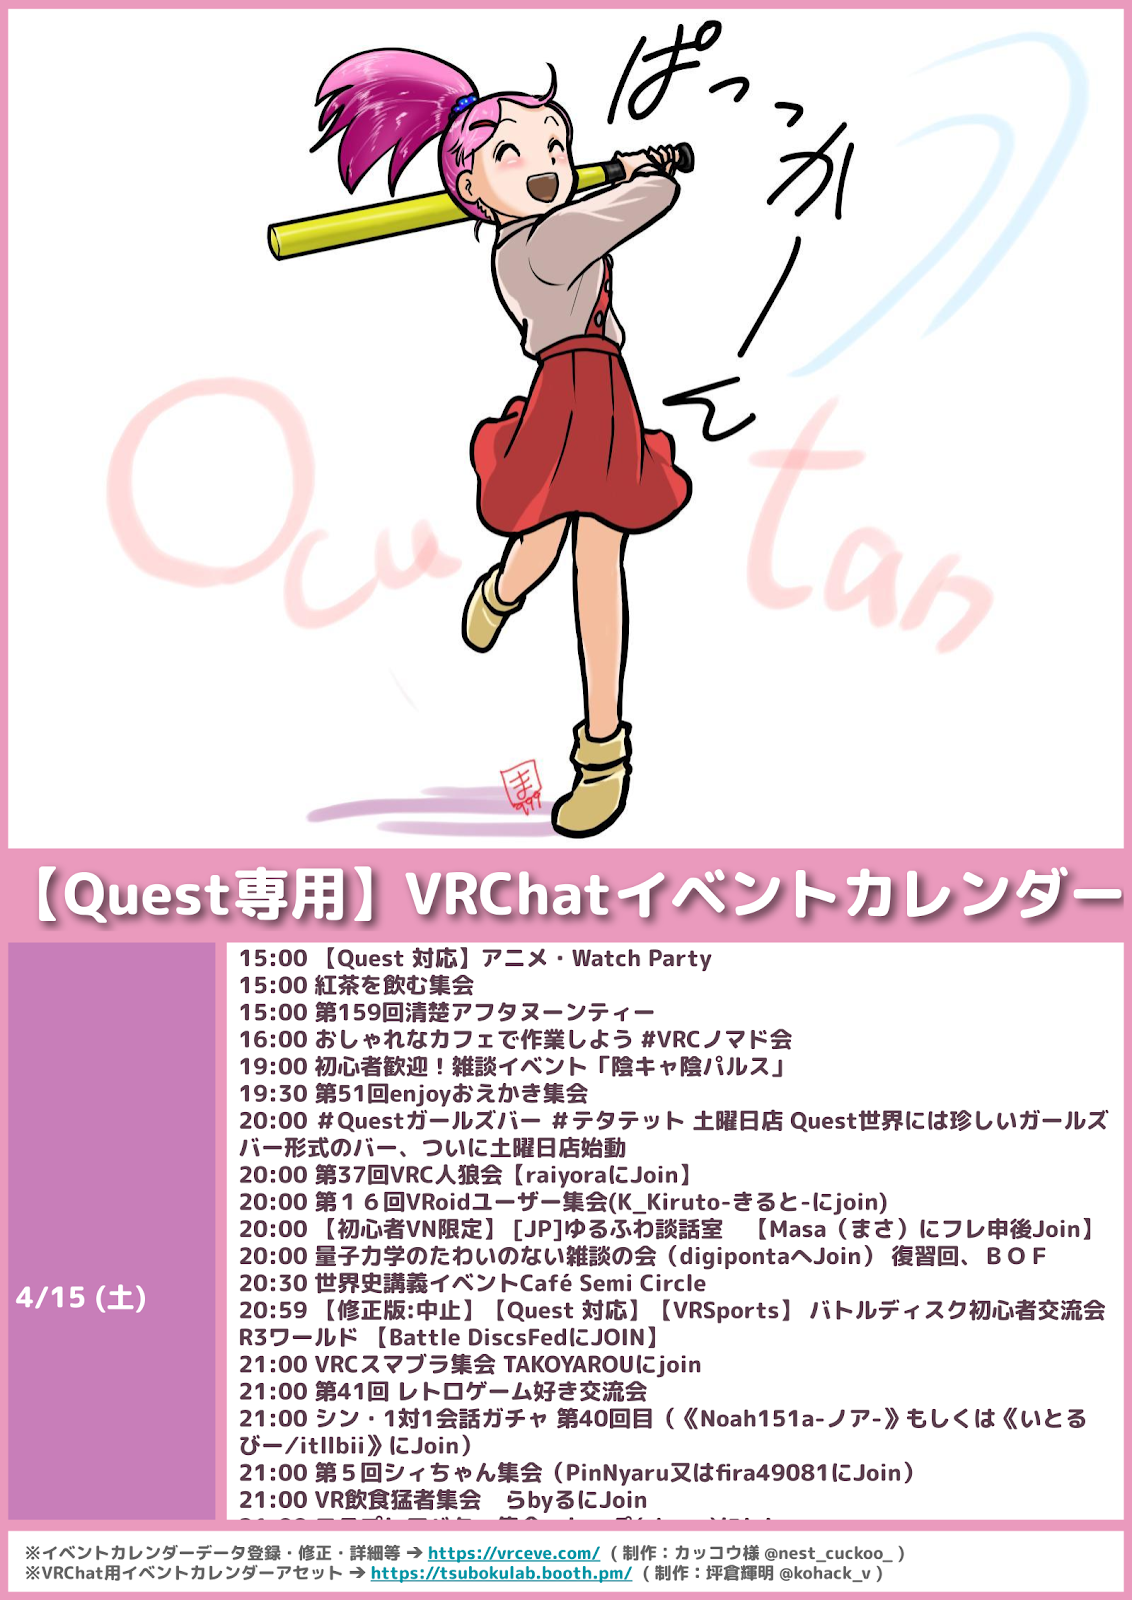 ぱっっかーーん
Ocu tan
ま
999
【Quest専用】VRChatイベントカレンダー
4/15 (土)
15:00 【Quest 対応】アニメ・Watch Party
15:00 紅茶を飲む集会
15:00 第159回清楚アフタヌーンティー
16:00 おしゃれなカフェで作業しよう #VRCノマド会
19:00 初心者歓迎！雑談イベント「陰キャ陰パルス」
19:30 第51回enjoyおえかき集会
20:00 ＃Questガールズバー ＃テタテット 土曜日店 Quest世界には珍しいガールズ
バー形式のバー、ついに土曜日店始動
20:00 第37回VRC人狼会【raiyoraにJoin】
20:00 第１６回VRoidユーザー集会(K_Kiruto-きると-にjoin)
20:00 【初心者VN限定】 [JP]ゆるふわ談話室　【Masa（まさ）にフレ申後Join】
20:00 量子力学のたわいのない雑談の会（digipontaへJoin） 復習回、ＢＯＦ
20:30 世界史講義イベントCafé Semi Circle
20:59 【修正版:中止】【Quest 対応】【VRSports】 バトルディスク初心者交流会
R3ワールド 【Battle DiscsFedにJOIN】
21:00 VRCスマブラ集会 TAKOYAROUにjoin
21:00 第41回 レトロゲーム好き交流会
21:00 シン・1対1会話ガチャ 第40回目（《Noah151a-ノア-》もしくは《いとる
びー/itllbii》にJoin）
21:00 第５回シィちゃん集会（PinNyaru又はfira49081にJoin）
21:00 VR飲食猛者集会　らbyるにJoin
※イベントカレンダーデータ登録・修正・詳細等 ➔ https://vrceve.com/ ( 制作：カッコウ様 @nest_cuckoo_ )
※VRChat用イベントカレンダーアセット ➔ https://tsubokulab.booth.pm/ ( 制作：坪倉輝明 @kohack_v )